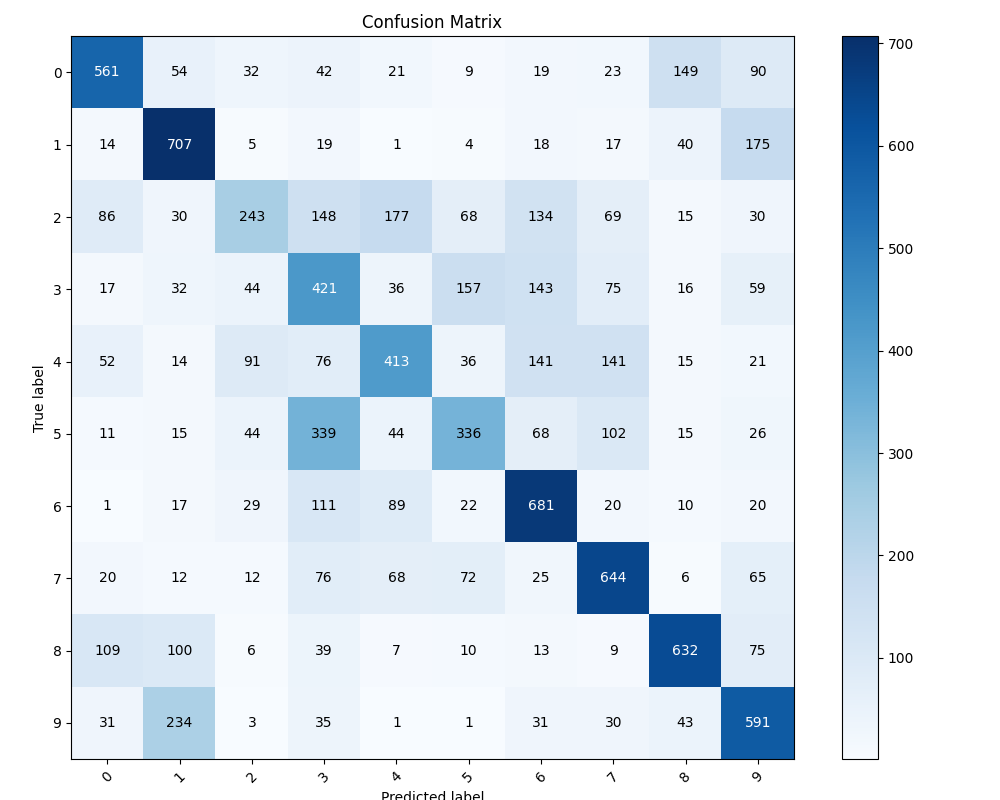 Confusion Matrix
0 561 54 32 42 21 9 19 23 149 90
1 14 707 5 19 1 4 18 17 40 175
2 86 30 243 148 177 68 134 69 15 30
3 17 32 44 421 36 157 143 75 16 59
4 52 14 91 76 413 36 141 141 15 21
5 11 15 44 339 44 336 68 102 15 26
6 1 17 29 111 89 22 681 20 10 20
7 20 12 12 76 68 72 25 644 6 65
8 109 100 6 39 7 10 13 9 632 75
9 31 234 3 35 1 1 31 30 43 591
0 1 2 3 4 5 6 7 8 9
True label
Predicted label
700
600
500
400
300
200
100